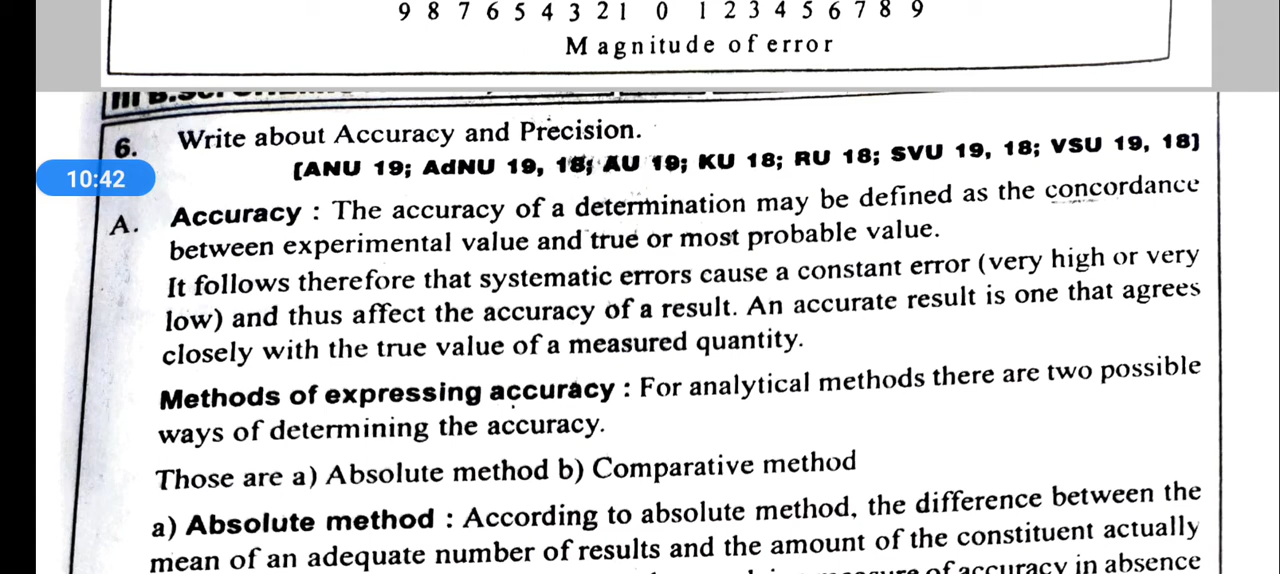 9 8 7 6 5 4 3 2 1 0 1 2 3 4 5 6 7 8 9
Magnitude of error
III B.Sc.
6. Write about Accuracy and Precision.
[ANU 19; AdNU 19, 18; AU 19; KU 18; RU 18; SVU 19, 18; VSU 19, 18]
10:42
A. Accuracy : The accuracy of a determination may be defined as the concordance
between experimental value and true or most probable value.
It follows therefore that systematic errors cause a constant error (very high or very
low) and thus affect the accuracy of a result. An accurate result is one that agrees
closely with the true value of a measured quantity.
Methods of expressing accuracy : For analytical methods there are two possible
ways of determining the accuracy.
Those are a) Absolute method b) Comparative method
a) Absolute method : According to absolute method, the difference between the
mean of an adequate number of results and the amount of the constituent actually
of accuracy in absence